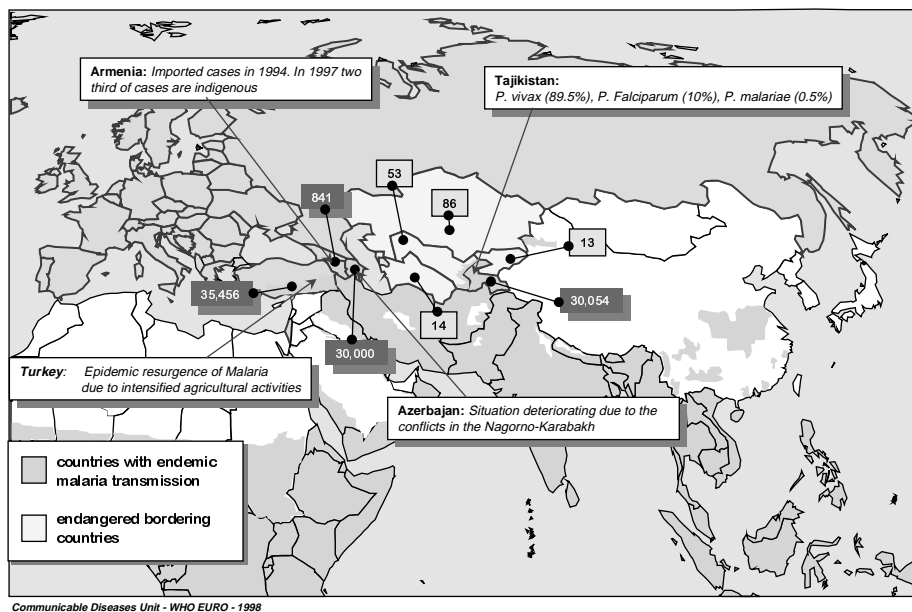 Armenia: Imported cases in 1994. In 1997 two
third of cases are indigenous
Tajikistan:
P. vivax (89.5%), P. Falciparum (10%), P. malariae (0.5%)
53
841
86
13
35,456
30,054
14
30,000
Turkey: Epidemic resurgence of Malaria
due to intensified agricultural activities
Azerbajan: Situation deteriorating due to the
conflicts in the Nagorno-Karabakh
countries with endemic
malaria transmission
endangered bordering
countries
Communicable Diseases Unit - WHO EURO - 1998